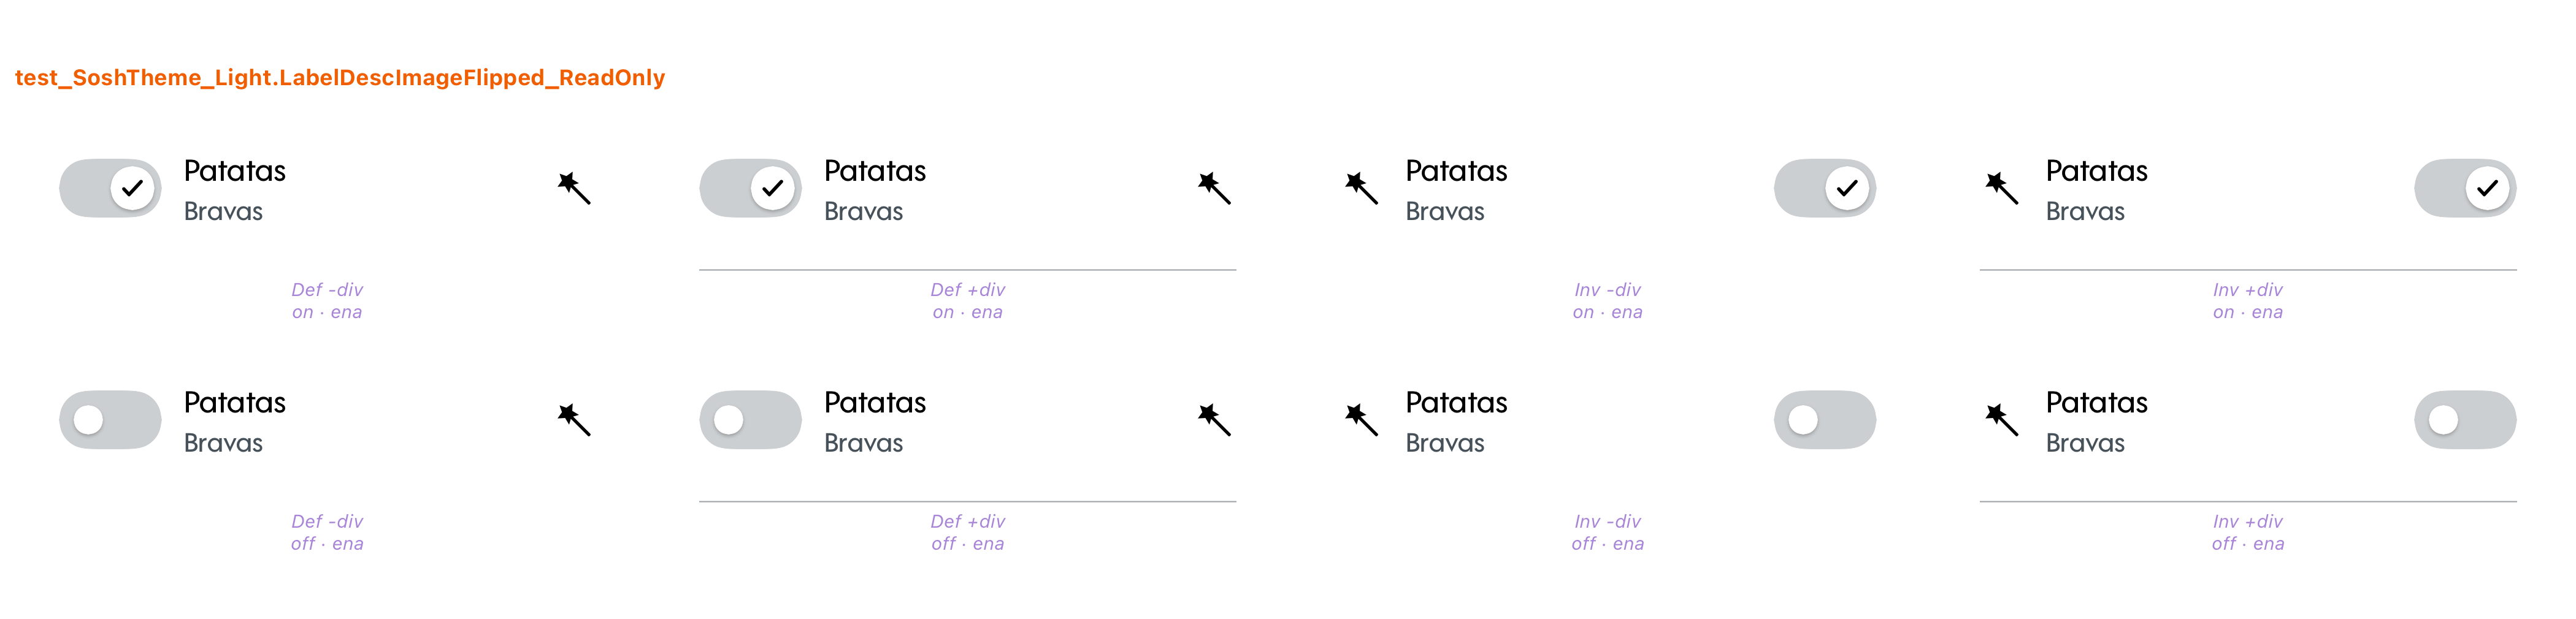 test_SoshTheme_Light.LabelDescImageFlipped_ReadOnly
Patatas
Bravas
Def -div
on · ena
Patatas
Bravas
Def +div
on · ena
Patatas
Bravas
Inv -div
on · ena
Patatas
Bravas
Inv +div
on · ena
Patatas
Bravas
Def -div
off · ena
Patatas
Bravas
Def +div
off · ena
Patatas
Bravas
Inv -div
off · ena
Patatas
Bravas
Inv +div
off · ena